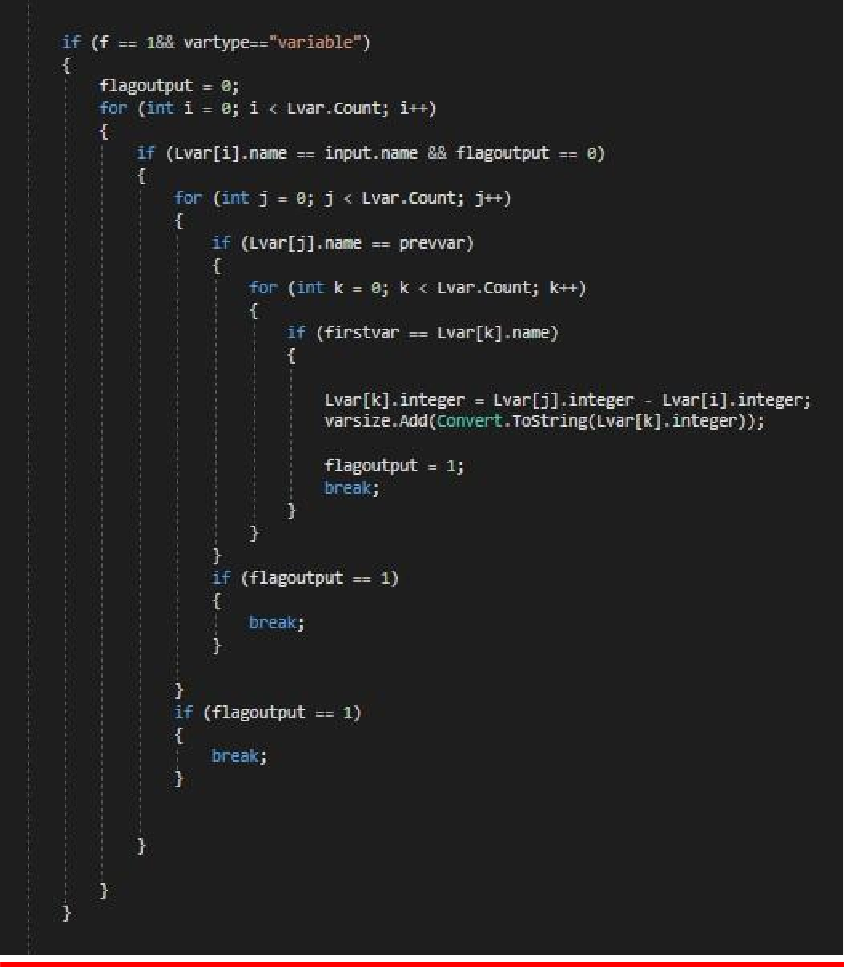 if (f == 1&& vartype=="variable")
{
flagoutput = 0;
for (int i = 0; i < Lvar.Count; i++)
{
if (Lvar[i].name == input.name && flagoutput == 0)
{
for (int j = 0; j < Lvar.Count; j++)
{
if (Lvar[j].name == prevvar)
{
for (int k = 0; k < Lvar.Count; k++)
{
if (firstvar == Lvar[k].name)
{
Lvar[k].integer = Lvar[j].integer - Lvar[i].integer;
varsize.Add(Convert.ToString(Lvar[k].integer));
flagoutput = 1;
break;
}
}
}
if (flagoutput == 1)
{
break;
}
}
if (flagoutput == 1)
{
break;
}
}
}
}